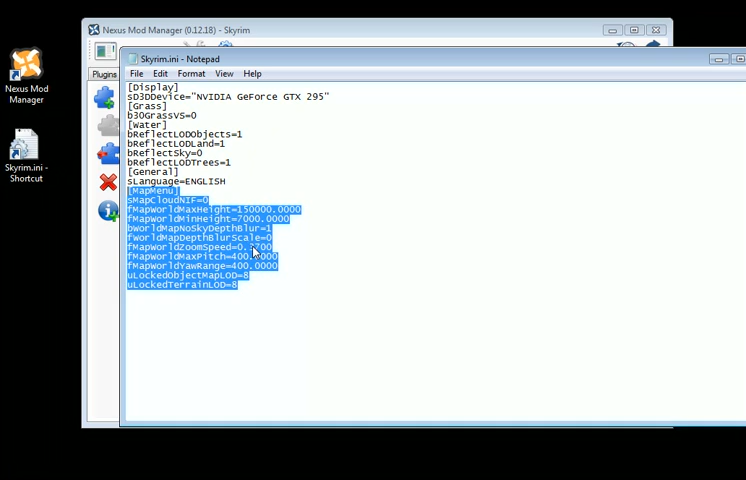 Nexus Mod Manager (0.12.18) - Skyrim
Skyrim.ini - Notepad
File Edit Format View Help
Plugins
[Display]
sD3DDevice="NVIDIA GeForce GTX 295"
[Grass]
b30GrassVS=0
[Water]
bReflectLODObjects=1
bReflectLODLand=1
bReflectSky=0
bReflectLODTrees=1
[General]
sLanguage=ENGLISH
[MapMenu]
sMapCloudNIF=0
fMapWorldMaxHeight=150000.0000
fMapWorldMinHeight=7000.0000
bWorldMapNoSkyDepthBlur=1
fWorldMapDepthBlurScale=0
fMapWorldMaxPitch=400.0000
fMapWorldYawRange=400.0000
uLockedObjectMapLOD=8
uLockedTerrainLOD=8
Nexus Mod
Manager
Skyrim.ini -
Shortcut